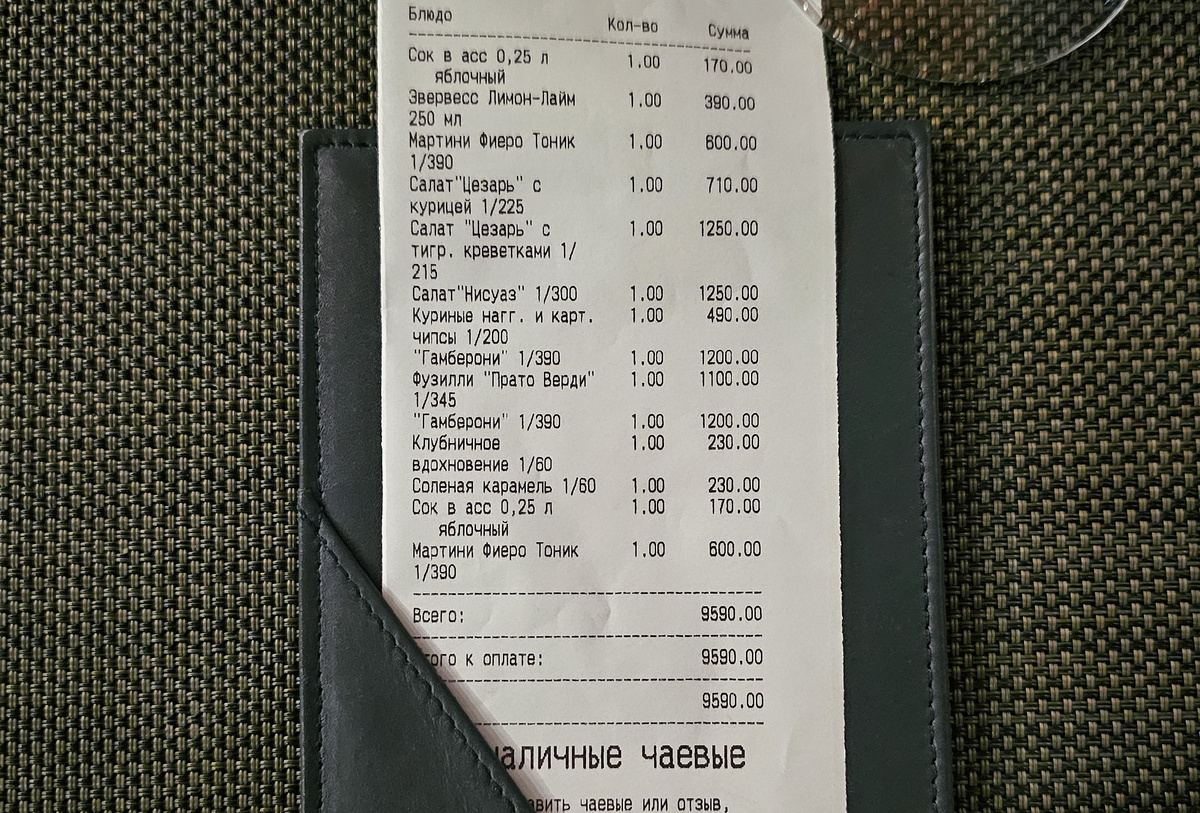 Блюдо Кол-во Сумма
Сок в асс 0,25 л 1.00 170.00
яблочный
Эвервесс Лимон-Лайм 1.00 390.00
250 мл
Мартини Фиеро Тоник 1.00 600.00
1/390
Салат"Цезарь" с 1.00 710.00
курицей 1/225
Салат "Цезарь" с 1.00 1250.00
тигр. креветками 1/
215
Салат"Нисуаз" 1/300 1.00 1250.00
Куриные нагг. и карт. 1.00 490.00
чипсы 1/200
"Гамберони" 1/390 1.00 1200.00
Фузилли "Прато Верди" 1.00 1100.00
1/345
"Гамберони" 1/390 1.00 1200.00
Клубничное 1.00 230.00
вдохновение 1/60
Соленая карамель 1/60 1.00 230.00
Сок в асс 0,25 л 1.00 170.00
яблочный
Мартини Фиеро Тоник 1.00 600.00
1/390
Всего: 9590.00
к оплате: 9590.00
9590.00
чаевые
чаевые или отзыв,